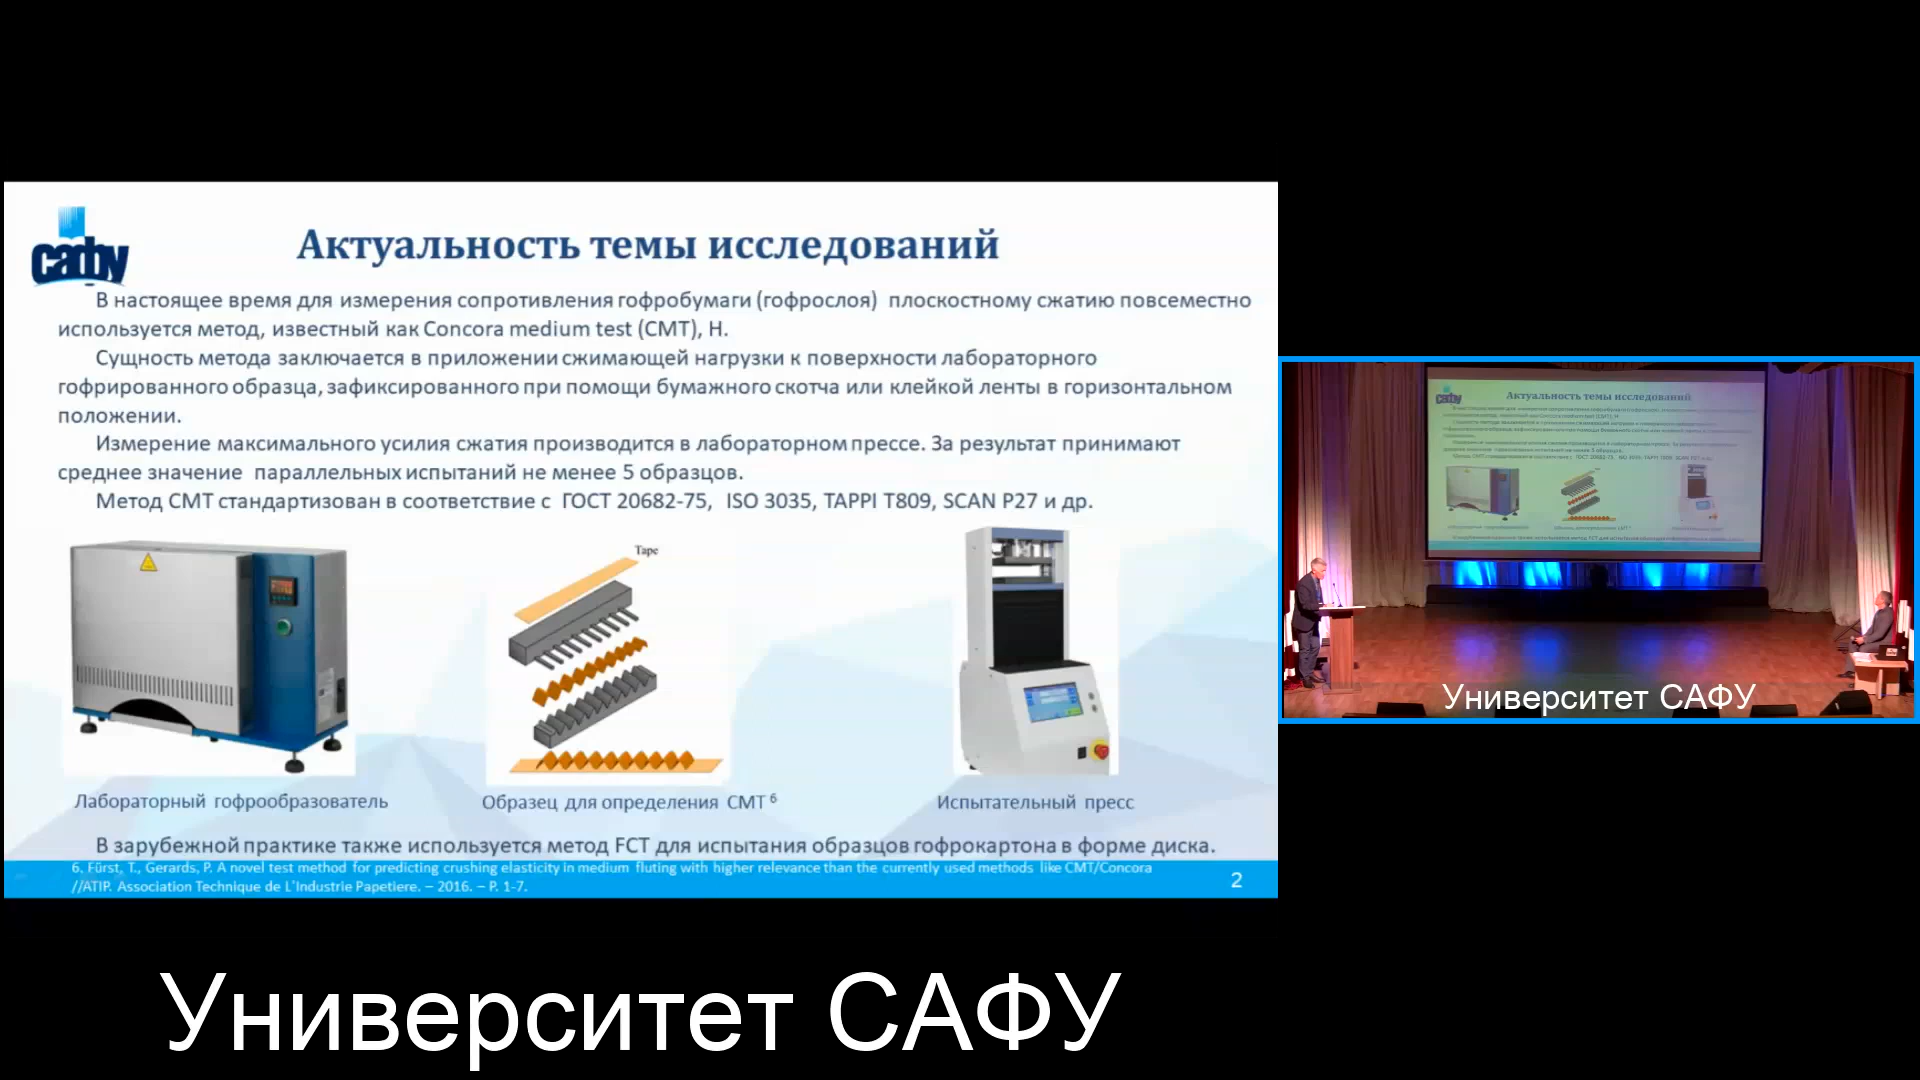 сафу
Актуальность темы исследований
В настоящее время для измерения сопротивления гофробумаги (гофрослоя) плоскостному сжатию повсеместно
используется метод, известный как Concora medium test (CMT), Н.
Сущность метода заключается в приложении сжимающей нагрузки к поверхности лабораторного
гофрированного образца, зафиксированного при помощи бумажного скотча или клейкой ленты в горизонтальном
положении.
Измерение максимального усилия сжатия производится в лабораторном прессе. За результат принимают
среднее значение параллельных испытаний не менее 5 образцов.
Метод СМТ стандартизован в соответствие с ГОСТ 20682-75, ISO 3035, TAPPI T809, SCAN P27 и др.
Tape
Лабораторный гофрообразователь
Образец для определения СМТ 6
Испытательный пресс
В зарубежной практике также используется метод FCT для испытания образцов гофрокартона в форме диска.
6. Fürst, T., Gerards, P. A novel test method for predicting crushing elasticity in medium fluting with higher relevance than the currently used methods like CMT/Concora
//ATIP. Association Technique de L'Industrie Papetiere. – 2016. – P. 1-7.
2
сафу
Актуальность темы исследований
Университет САФУ
Университет САФУ